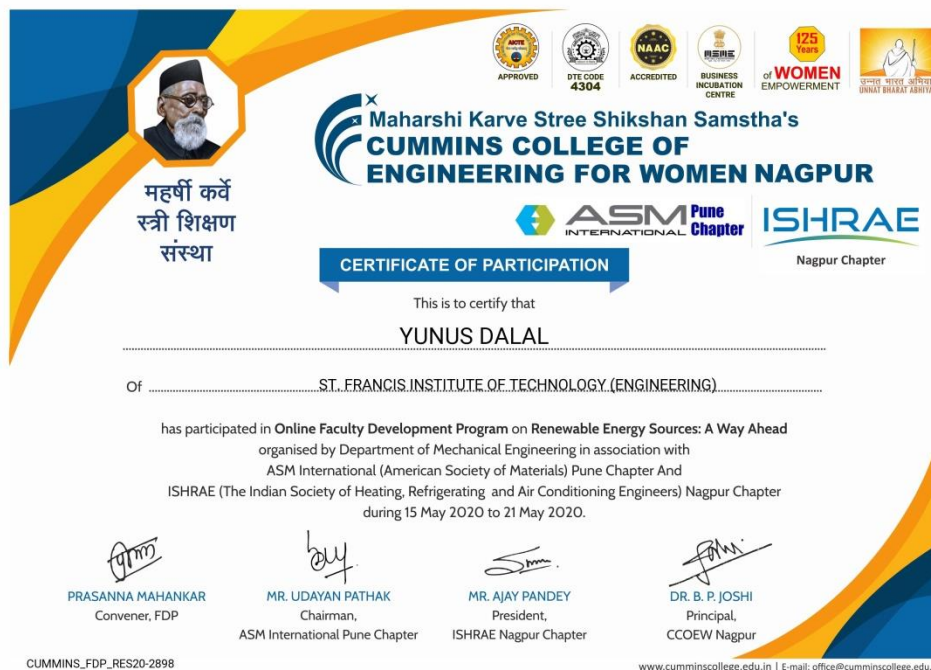 AICTE
APPROVED
DTE CODE
4304
NAAC
ACCREDITED
MSME
BUSINESS
INCUBATION
CENTRE
125
Years
of WOMEN
EMPOWERMENT
उन्नत भारत अभियान
UNNAT BHARAT ABHIYA
महर्षी कर्वे
स्त्री शिक्षण
संस्था
Maharshi Karve Stree Shikshan Samstha's
CUMMINS COLLEGE OF
ENGINEERING FOR WOMEN NAGPUR
ASM INTERNATIONAL Pune Chapter
ISHRAE
Nagpur Chapter
CERTIFICATE OF PARTICIPATION
This is to certify that
YUNUS DALAL
Of ST. FRANCIS INSTITUTE OF TECHNOLOGY (ENGINEERING)
has participated in Online Faculty Development Program on Renewable Energy Sources: A Way Ahead
organised by Department of Mechanical Engineering in association with
ASM International (American Society of Materials) Pune Chapter And
ISHRAE (The Indian Society of Heating, Refrigerating and Air Conditioning Engineers) Nagpur Chapter
during 15 May 2020 to 21 May 2020.
PRASANNA MAHANKAR
Convener, FDP
MR. UDAYAN PATHAK
Chairman,
ASM International Pune Chapter
MR. AJAY PANDEY
President,
ISHRAE Nagpur Chapter
DR. B. P. JOSHI
Principal,
CCOEW Nagpur
CUMMINS_FDP_RES20-2898
www.cumminscollege.edu.in | E-mail: office@cumminscollege.edu.